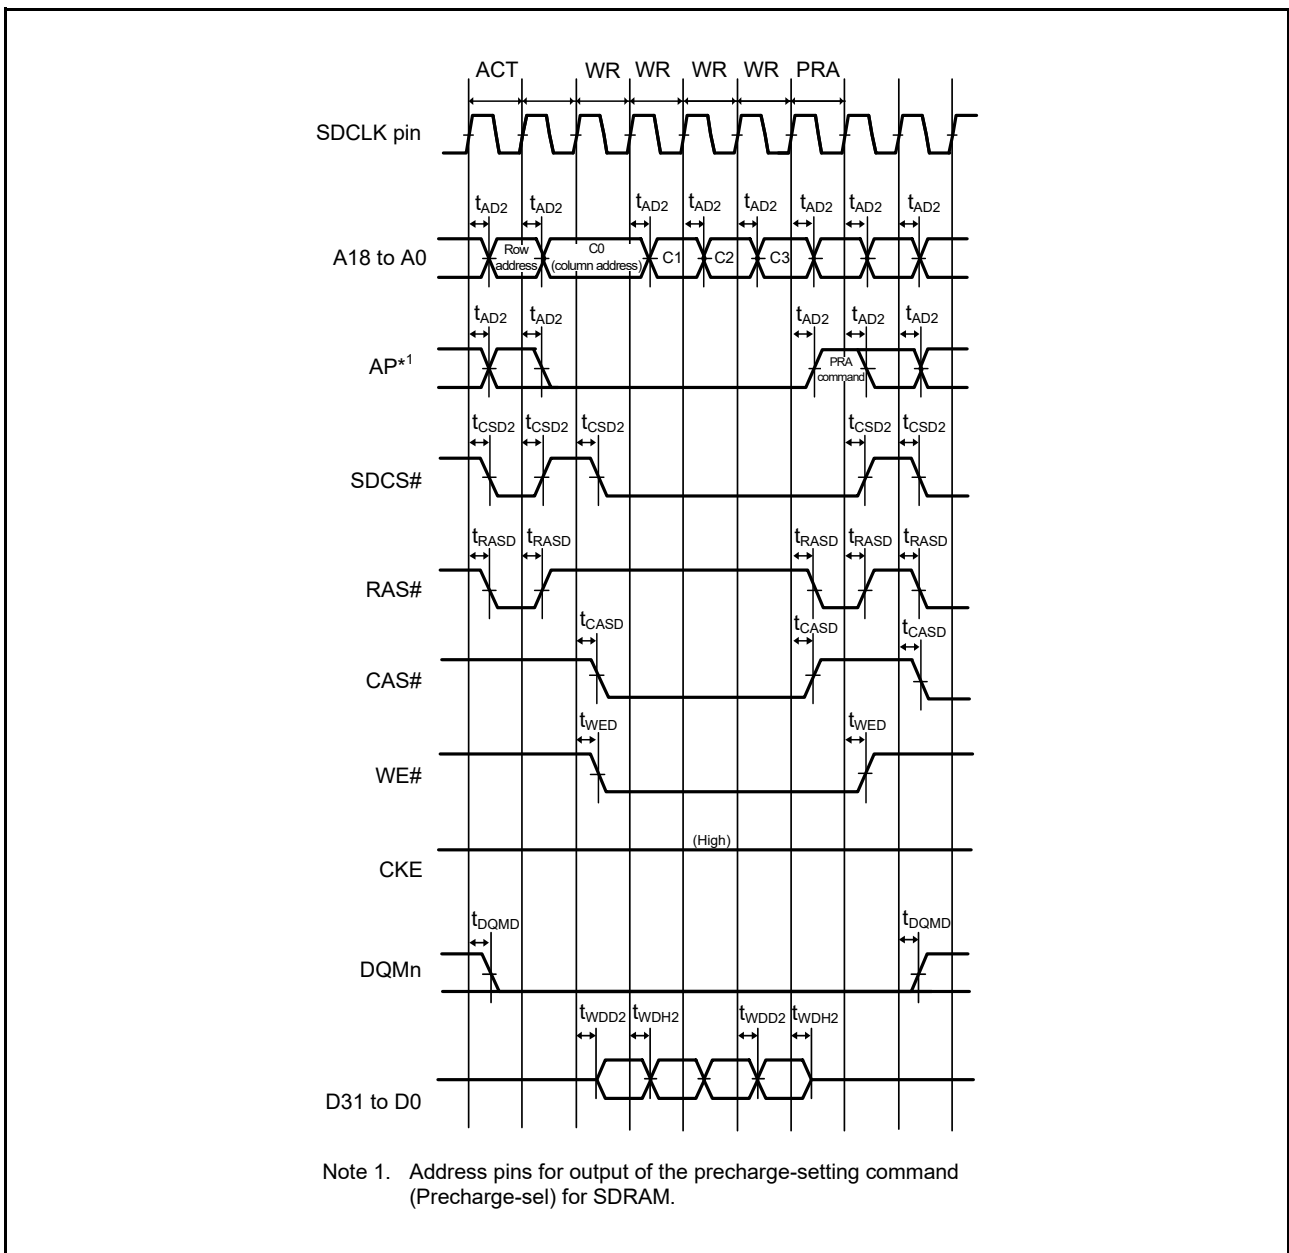 ACT WR WR WR WR PRA
SDCLK pin
tAD2 tAD2 tAD2 tAD2 tAD2 tAD2 tAD2 tAD2
A18 to A0
Row
address
C0
(column address)
C1 C2 C3
tAD2 tAD2 tAD2 tAD2 tAD2
AP*1
PRA
command
tCSD2 tCSD2 tCSD2 tCSD2 tCSD2
SDCS#
tRASD tRASD tRASD tRASD tRASD
RAS#
tCASD tCASD tCASD
CAS#
tWED tWED
WE#
(High)
CKE
tDQMD tDQMD
DQMn
tWDD2 tWDH2 tWDD2 tWDH2
D31 to D0
Note 1. Address pins for output of the precharge-setting command
(Precharge-sel) for SDRAM.